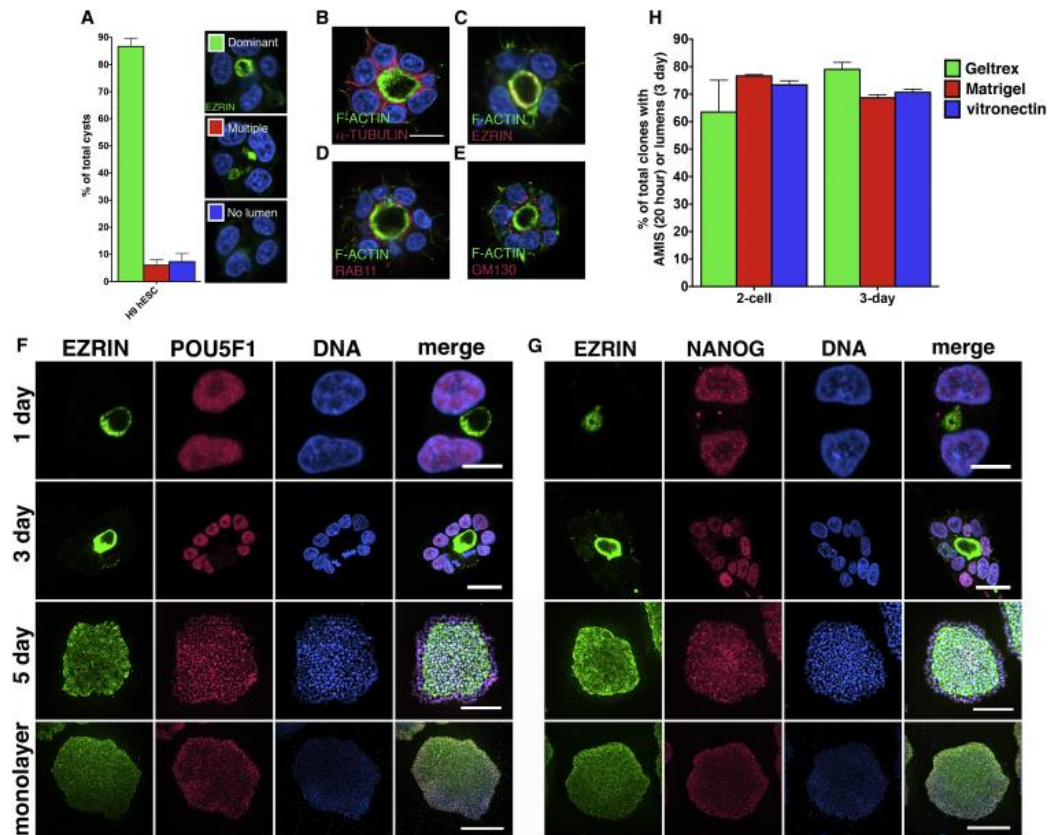 A
90
80
70
60
50
40
30
20
10
0
% of total cysts
H9 hESC
Dominant
EZRIN
Multiple
No lumen
B
F-ACTIN
α-TUBULIN
C
F-ACTIN
EZRIN
D
F-ACTIN
RAB11
E
F-ACTIN
GM130
H
90
80
70
60
50
40
30
20
10
0
% of total clones with
AMIS (20 hour) or lumens (3 day)
2-cell 3-day
Geltrex
Matrigel
vitronectin
F EZRIN POU5F1 DNA merge
G EZRIN NANOG DNA merge
1 day
3 day
5 day
monolayer